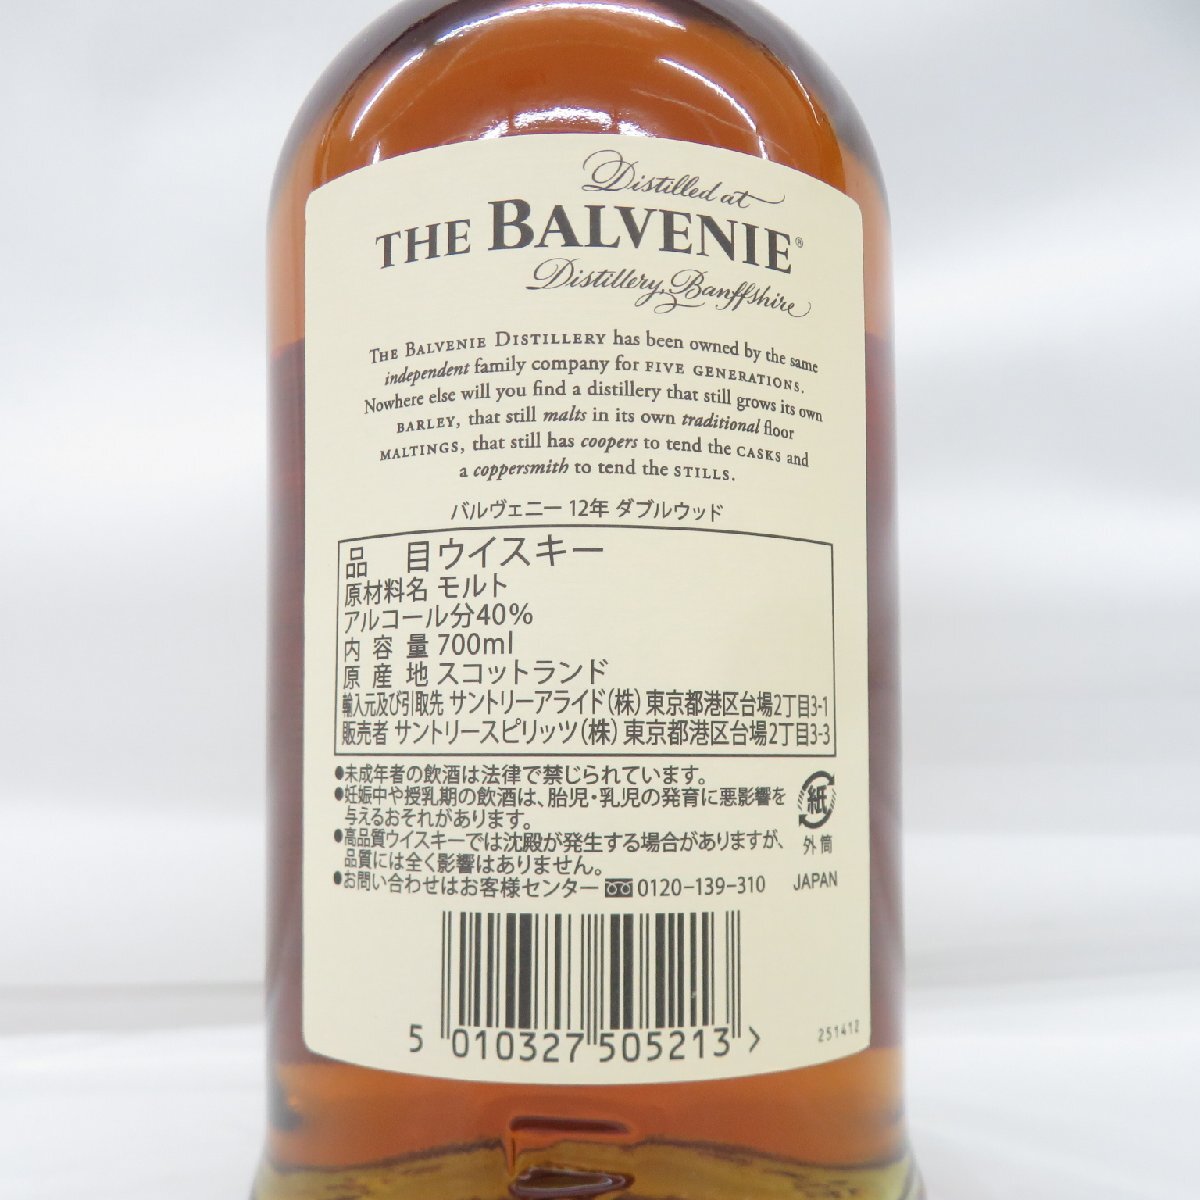 Distilled at
THE BALVENIE®
Distillery, Banffshire
THE BALVENIE DISTILLERY has been owned by the same
independent family company for FIVE GENERATIONS.
Nowhere else will you find a distillery that still grows its own
BARLEY, that still malts in its own traditional floor
MALTINGS, that still has coopers to tend the CASKS and
a coppersmith to tend the STILLS.
バルヴェニー 12年 ダブルウッド
品 目 ウイスキー
原材料名 モルト
アルコール分40%
内 容 量 700ml
原 産 地 スコットランド
輸入元及び引取先 サントリーアライド(株) 東京都港区台場2丁目3-1
販売者 サントリースピリッツ(株) 東京都港区台場2丁目3-3
●未成年者の飲酒は法律で禁じられています。
●妊娠中や授乳期の飲酒は、胎児・乳児の発育に悪影響を
与えるおそれがあります。
●高品質ウイスキーでは沈殿が発生する場合がありますが、
品質には全く影響はありません。
●お問い合わせはお客様センター 0120-139-310
紙
外筒
JAPAN
5 010327 505213 >
251412